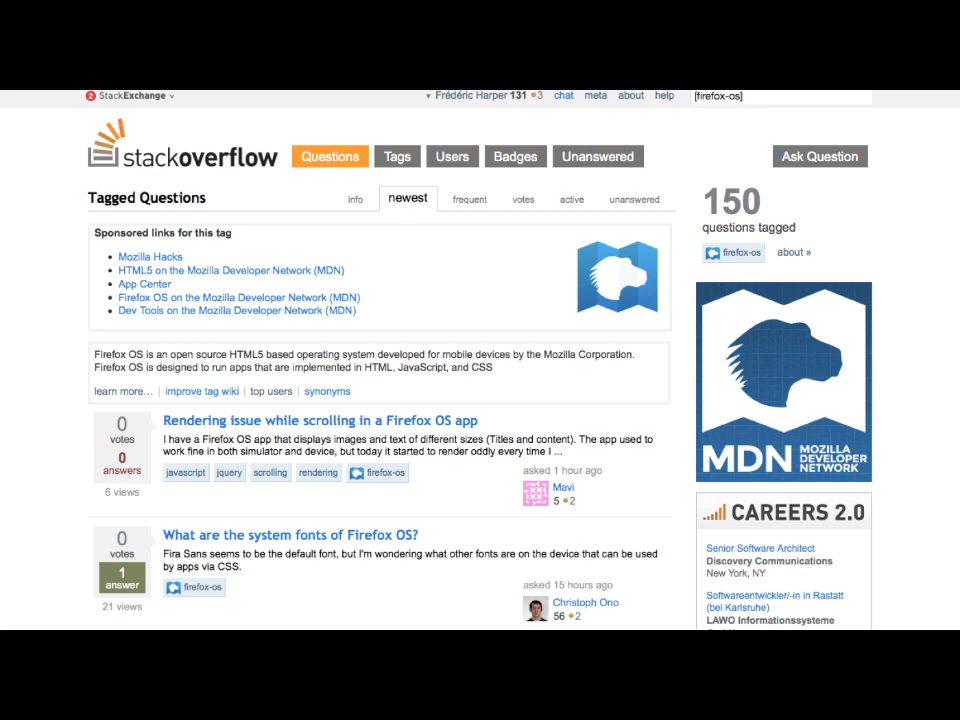 2 StackExchange
Frédéric Harper 131 3 chat meta about help [firefox-os]
stackoverflow
Questions Tags Users Badges Unanswered Ask Question
Tagged Questions
info newest frequent votes active unanswered
Sponsored links for this tag
Mozilla Hacks
HTML5 on the Mozilla Developer Network (MDN)
App Center
Firefox OS on the Mozilla Developer Network (MDN)
Dev Tools on the Mozilla Developer Network (MDN)
Firefox OS is an open source HTML5 based operating system developed for mobile devices by the Mozilla Corporation.
Firefox OS is designed to run apps that are implemented in HTML, JavaScript, and CSS
learn more… | improve tag wiki | top users | synonyms
0
votes
0
answers
6 views
Rendering issue while scrolling in a Firefox OS app
I have a Firefox OS app that displays images and text of different sizes (Titles and content). The app used to
work fine in both simulator and device, but today it started to render oddly every time I ...
javascript jquery scrolling rendering firefox-os
asked 1 hour ago
Mavi
5 2
0
votes
1
answer
21 views
What are the system fonts of Firefox OS?
Fira Sans seems to be the default font, but I'm wondering what other fonts are on the device that can be used
by apps via CSS.
firefox-os
asked 15 hours ago
Christoph Ono
56 2
150
questions tagged
firefox-os about »
MDN MOZILLA
DEVELOPER
NETWORK
CAREERS 2.0
Senior Software Architect
Discovery Communications
New York, NY
Softwareentwickler/-in in Rastatt
(bei Karlsruhe)
LAWO Informationssysteme